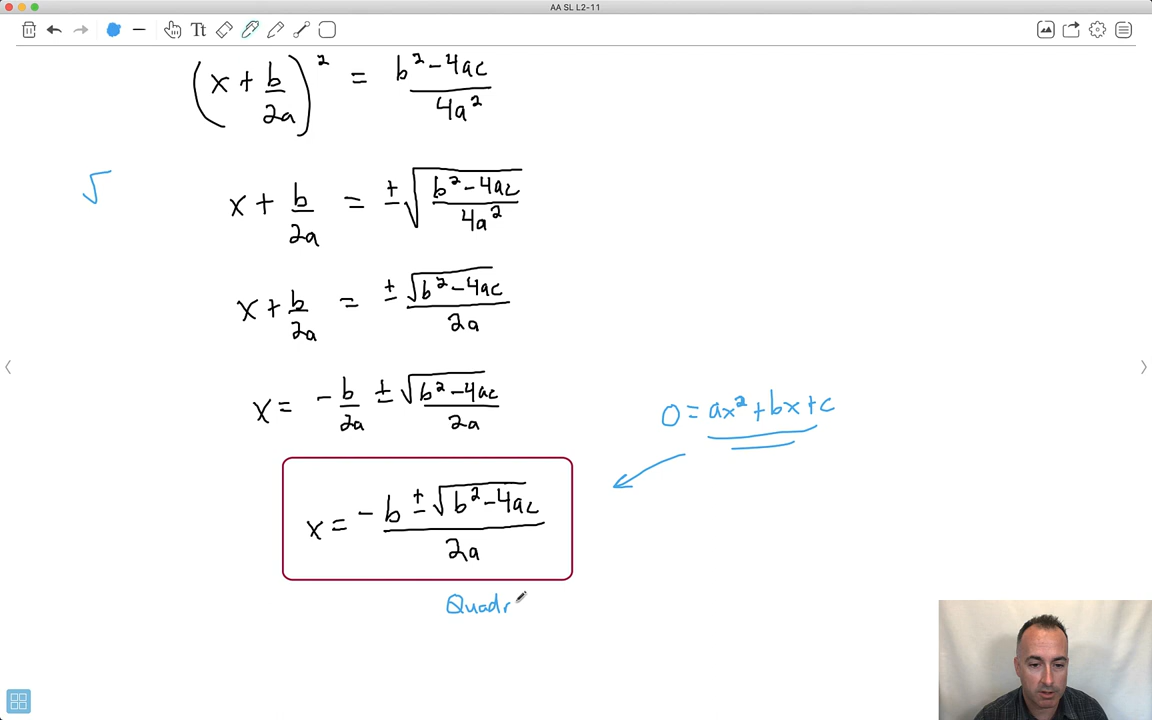 AA SL L2-11
Tt
(x + b/2a)² = b² - 4ac / 4a²
√
x + b/2a = ±√(b² - 4ac / 4a²)
x + b/2a = ±√(b² - 4ac) / 2a
x = - b/2a ± √(b² - 4ac) / 2a
0 = ax² + bx + c
x = - b ± √(b² - 4ac) / 2a
Quadr